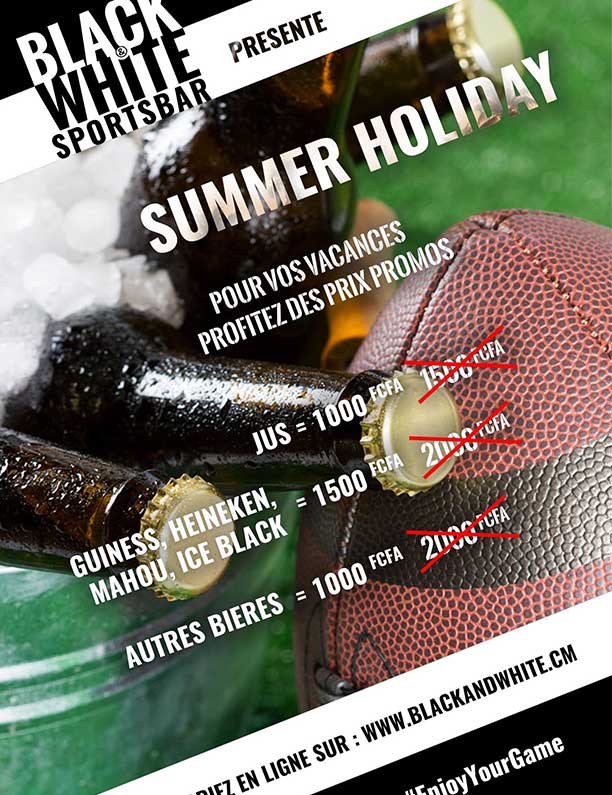 BLACK
&
WHITE
SPORTSBAR
PRESENTE
SUMMER HOLIDAY
POUR VOS VACANCES
PROFITEZ DES PRIX PROMOS
JUS = 1000 FCFA 1500 FCFA
GUINESS, HEINEKEN,
MAHOU, ICE BLACK = 1500 FCFA 2000 FCFA
AUTRES BIERES = 1000 FCFA 2000 FCFA
EN LIGNE SUR : WWW.BLACKANDWHITE.CM
#EnjoyYourGame